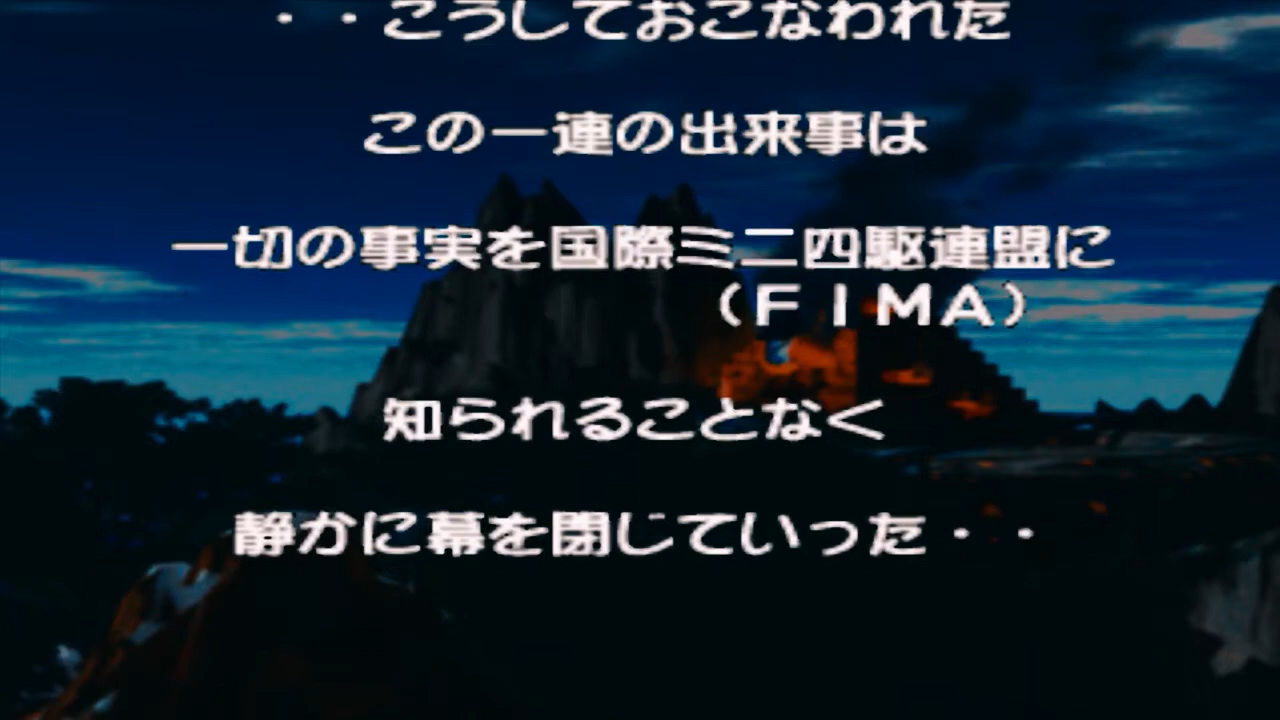 ・・こうしておこなわれた
この一連の出来事は
一切の事実を国際ミニ四駆連盟に
（ＦＩＭＡ）
知られることなく
静かに幕を閉じていった・・